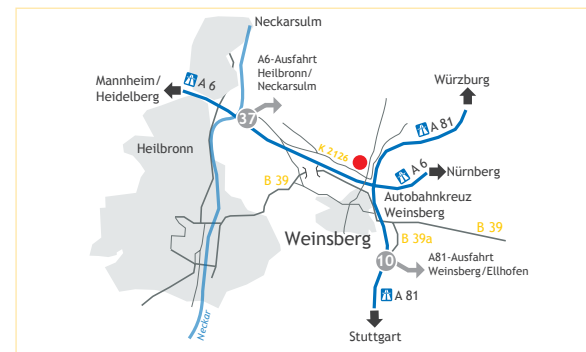 Neckarsulm
A6-Ausfahrt
Heilbronn/
Neckarsulm
Mannheim/
Heidelberg
A 6
Würzburg
A 81
37
K 2126
Heilbronn
A 6
Nürnberg
B 39
Autobahnkreuz
Weinsberg
Weinsberg
B 39
B 39a
10
A81-Ausfahrt
Weinsberg/Ellhofen
A 81
Neckar
Stuttgart